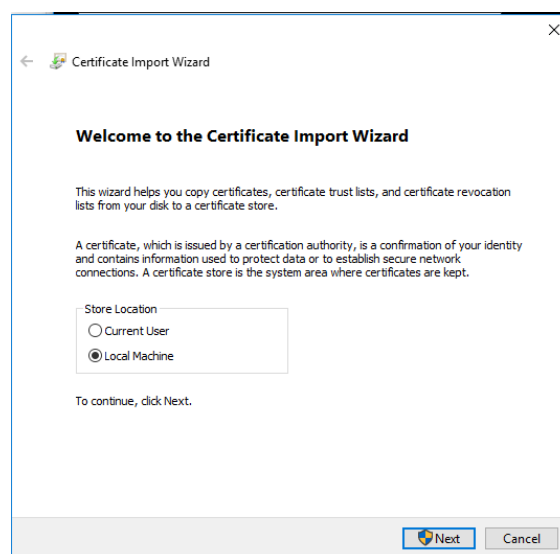 Certificate Import Wizard
Welcome to the Certificate Import Wizard
This wizard helps you copy certificates, certificate trust lists, and certificate revocation
lists from your disk to a certificate store.
A certificate, which is issued by a certification authority, is a confirmation of your identity
and contains information used to protect data or to establish secure network
connections. A certificate store is the system area where certificates are kept.
Store Location
Current User
Local Machine
To continue, click Next.
Next
Cancel